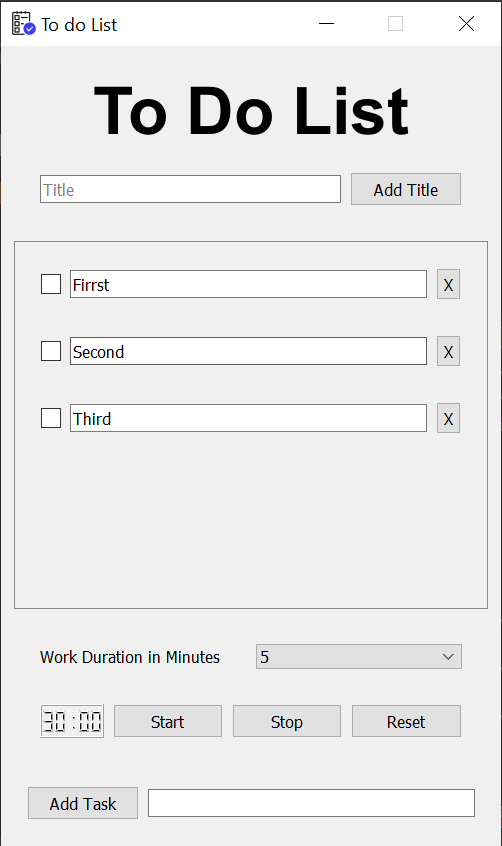 To do List
To Do List
Title Add Title
Firrst X
Second X
Third X
Work Duration in Minutes 5
30:00 Start Stop Reset
Add Task